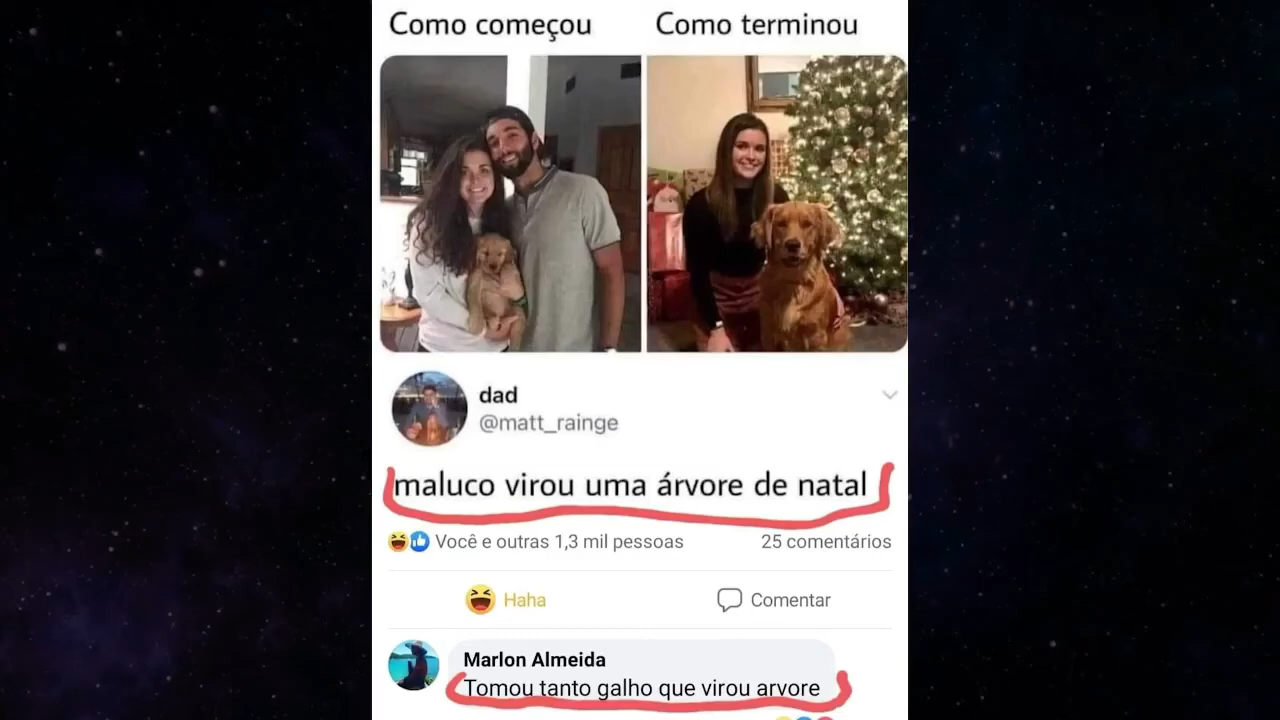 Como começou
Como terminou
dad
@matt_rainge
maluco virou uma árvore de natal
Você e outras 1,3 mil pessoas
25 comentários
Haha
Comentar
Marlon Almeida
Tomou tanto galho que virou arvore